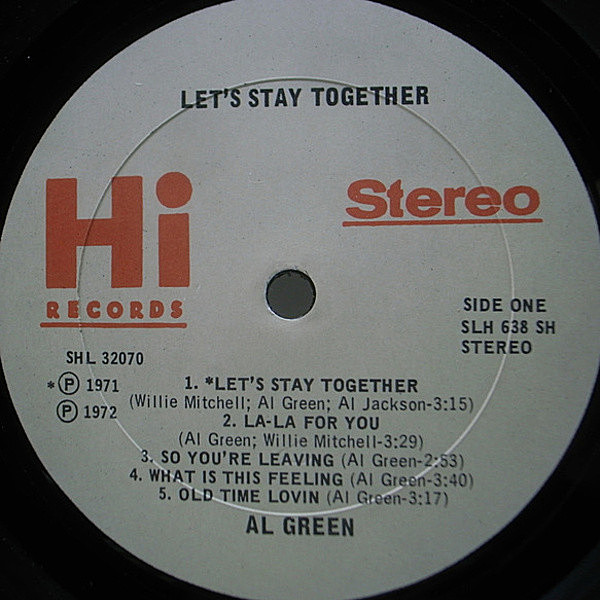 LET'S STAY TOGETHER
Hi
RECORDS
Stereo
SIDE ONE
SLH 638 SH
STEREO
SHL 32070
*Ⓟ 1971
Ⓟ 1972
1. *LET'S STAY TOGETHER
(Willie Mitchell; Al Green; Al Jackson-3:15)
2. LA-LA FOR YOU
(Al Green; Willie Mitchell-3:29)
3. SO YOU'RE LEAVING (Al Green-2:53)
4. WHAT IS THIS FEELING (Al Green-3:40)
5. OLD TIME LOVIN (Al Green-3:17)
AL GREEN